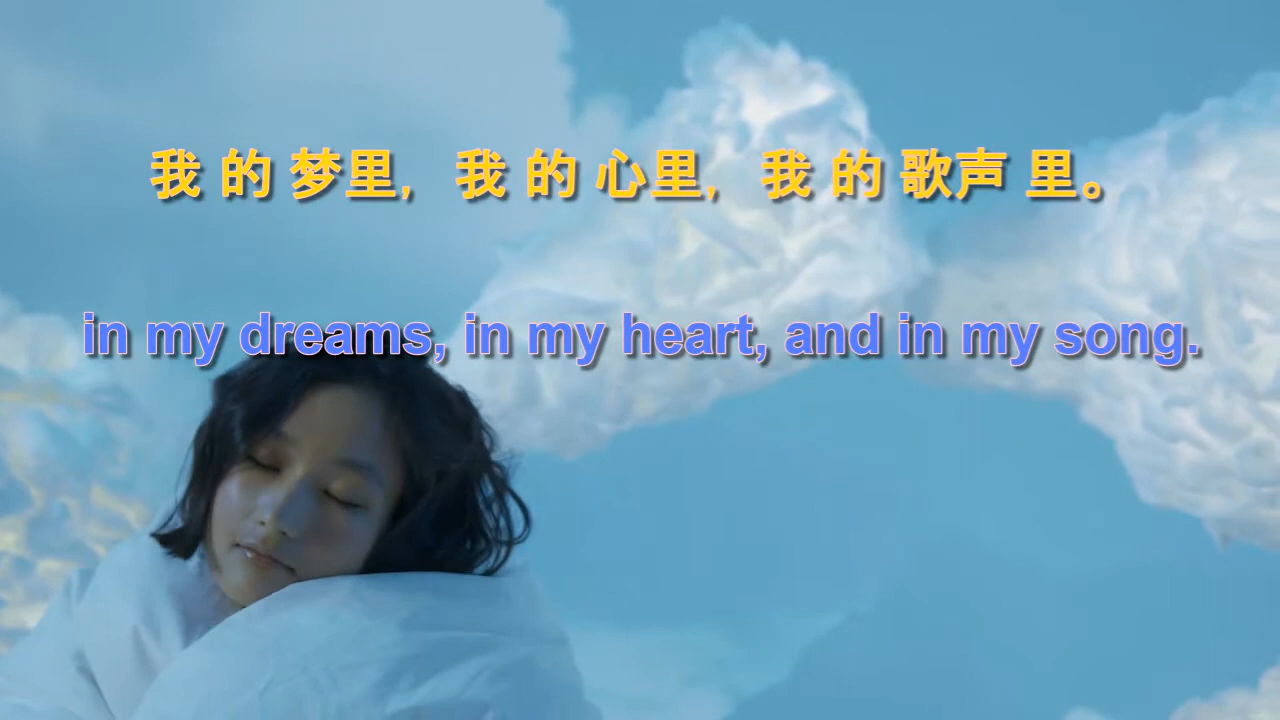 我 的 梦里，我 的 心里，我 的 歌声 里。
in my dreams, in my heart, and in my song.